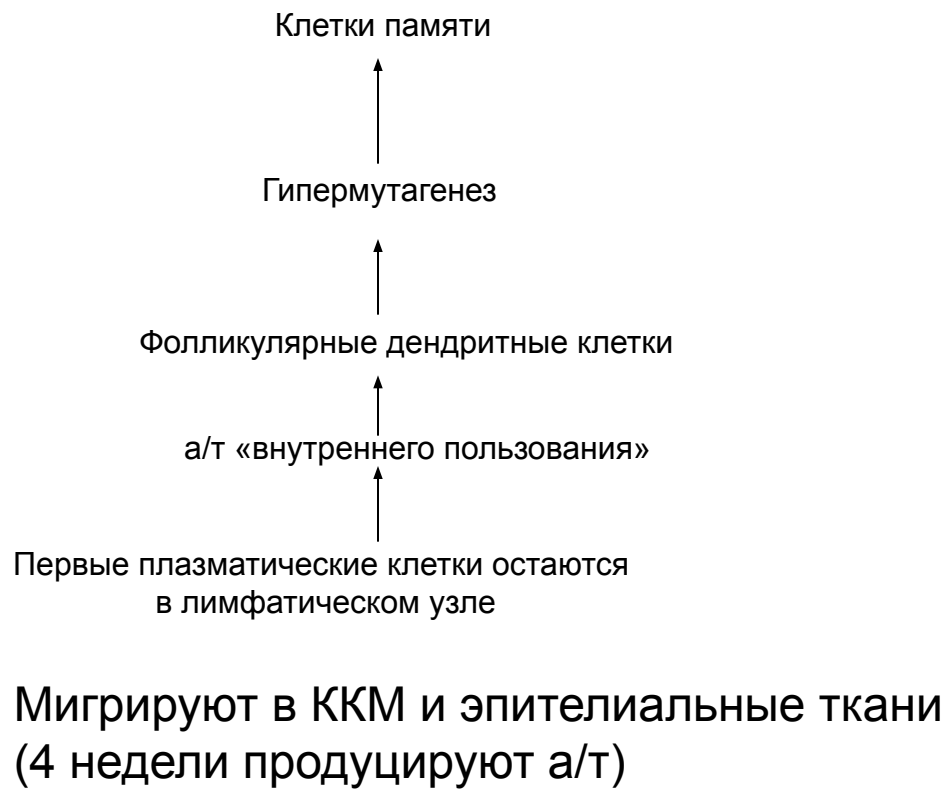 Клетки памяти
Гипермутагенез
Фолликулярные дендритные клетки
а/т «внутреннего пользования»
Первые плазматические клетки остаются
в лимфатическом узле
Мигрируют в ККМ и эпителиальные ткани
(4 недели продуцируют а/т)